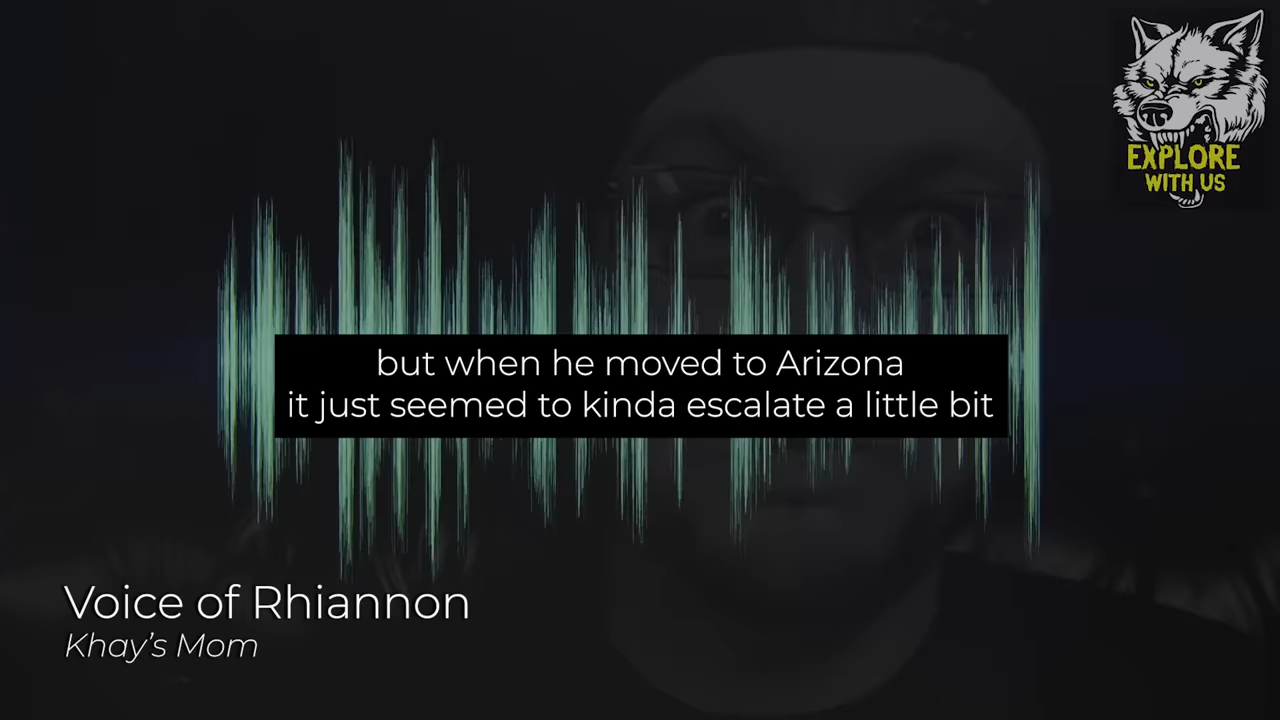 EXPLORE
WITH US
but when he moved to Arizona
it just seemed to kinda escalate a little bit
Voice of Rhiannon
Khay's Mom